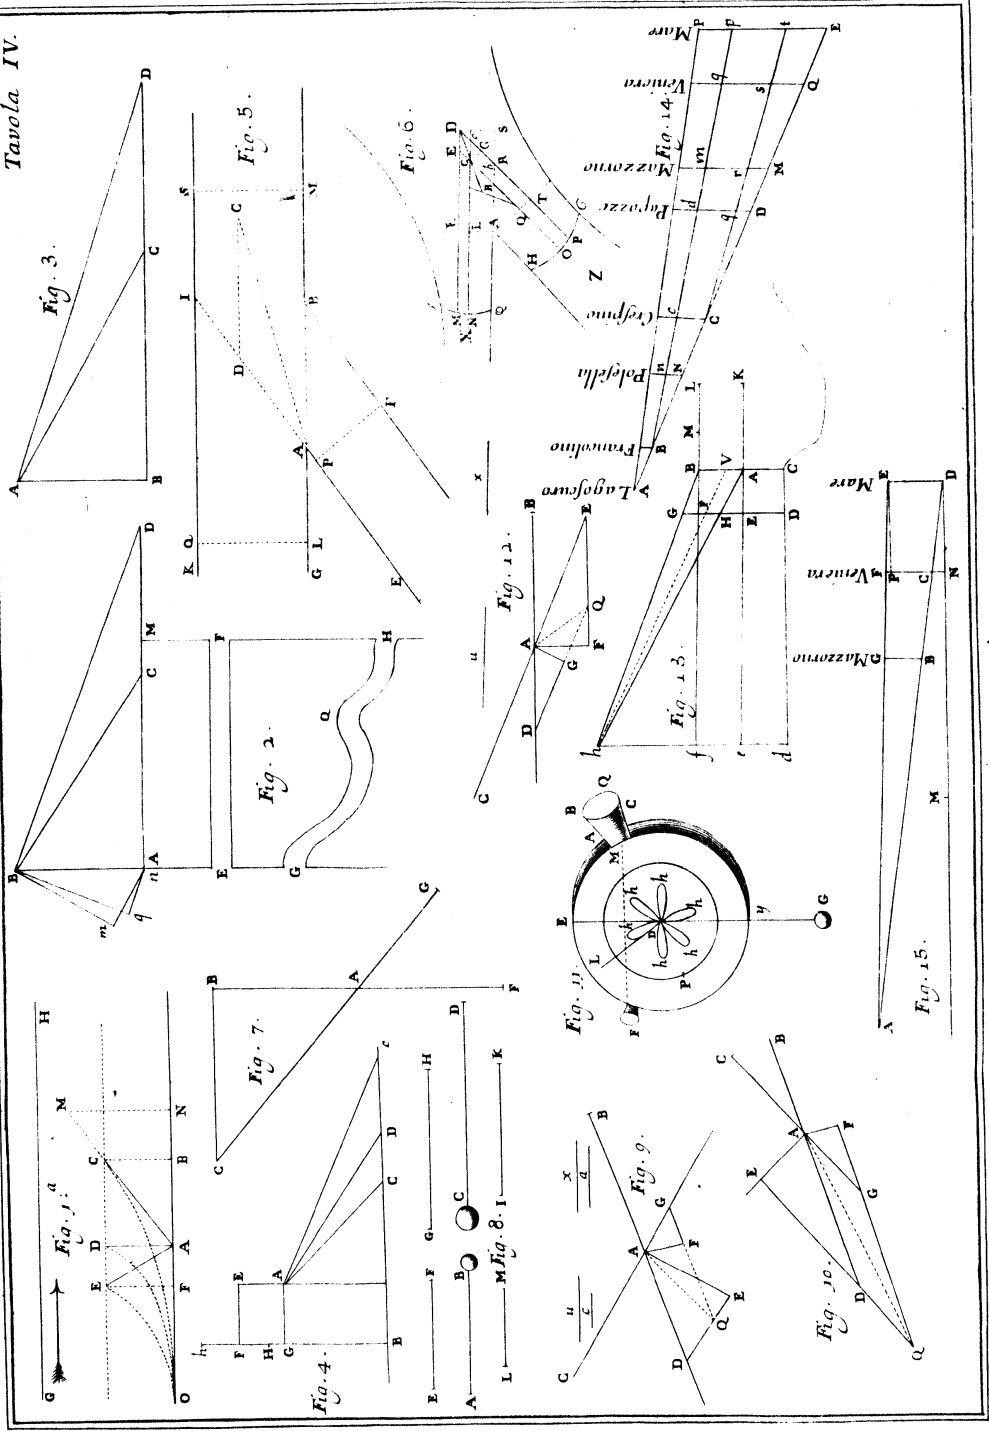 Tavola IV.
Fig. 1.a
G
H
M
C
D
E
O
F
A
B
N
Fig. 2.
B
D
M
C
A
n
m
q
E
F
Q
G
H
Fig. 3.
A
B
C
D
Fig. 4.
h
F
E
H
G
A
B
C
D
c
Fig. 5.
K
Q
I
S
D
C
G
L
A
P
E
Fig. 6.
E
D
S
R
T
Q
L
A
H
O
P
Z
X
N
Q
Fig. 7.
B
C
A
F
G
Fig. 8.
E
F
G
H
A
B
C
D
L
M
I
K
Fig. 9.
u
c
x
a
C
B
A
G
F
D
Q
E
Fig. 10.
C
B
E
A
F
G
D
Q
Fig. 11.
B
Q
A
C
M
E
L
D
h
h
h
h
h
h
P
F
y
G
Fig. 12.
u
x
B
E
A
Q
G
F
D
C
Fig. 13.
L
K
M
B
V
A
C
G
H
E
D
h
f
e
d
Fig. 14.
Lagoscuro
Francolino
Polesella
Crespino
Papozze
Mazzorno
Veniera
Mare
A
B
n
N
c
C
d
q
D
m
r
M
q
s
Q
P
p
t
E
Fig. 15.
Mare
Veniera
Mazzorno
E
D
F
P
C
N
G
B
M
A